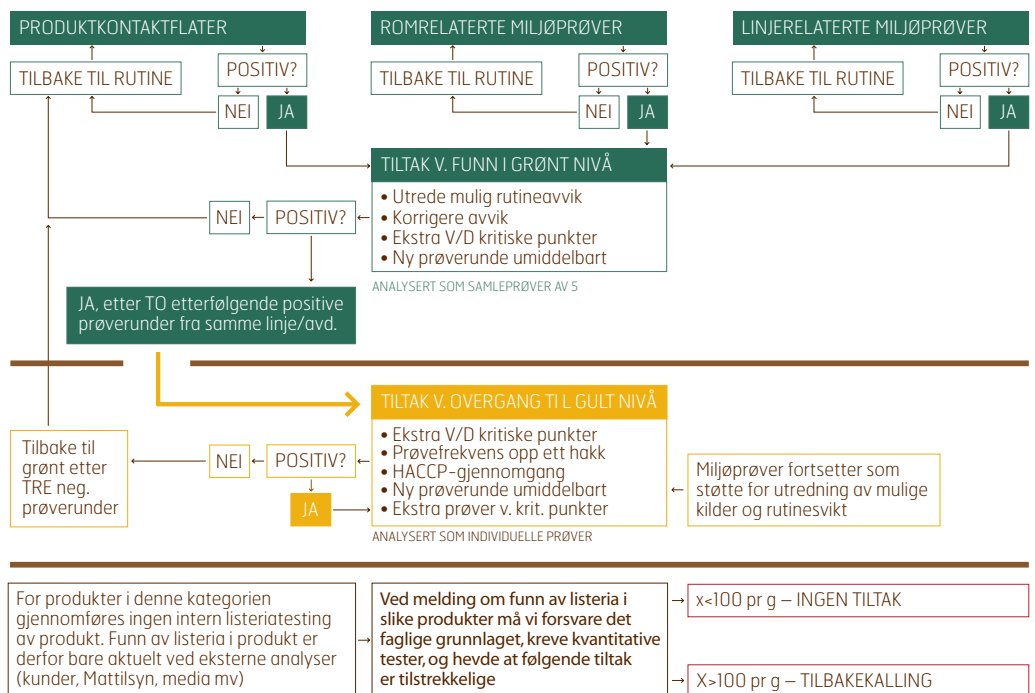 PRODUKTKONTAKTFLATER
POSITIV?
TILBAKE TIL RUTINE
NEI
JA
ROMRELATERTE MILJØPRØVER
POSITIV?
TILBAKE TIL RUTINE
NEI
JA
LINJERELATERTE MILJØPRØVER
POSITIV?
TILBAKE TIL RUTINE
NEI
JA
TILTAK V. FUNN I GRØNT NIVÅ
• Utrede mulig rutineavvik
• Korrigere avvik
• Ekstra V/D kritiske punkter
• Ny prøverunde umiddelbart
ANALYSERT SOM SAMLEPRØVER AV 5
POSITIV?
NEI
JA, etter TO etterfølgende positive
prøverunder fra samme linje/avd.
TILTAK V. OVERGANG TI L GULT NIVÅ
• Ekstra V/D kritiske punkter
• Prøvefrekvens opp ett hakk
• HACCP-gjennomgang
• Ny prøverunde umiddelbart
• Ekstra prøver v. krit. punkter
ANALYSERT SOM INDIVIDUELLE PRØVER
POSITIV?
NEI
JA
Tilbake til
grønt etter
TRE neg.
prøverunder
Miljøprøver fortsetter som
støtte for utredning av mulige
kilder og rutinesvikt
For produkter i denne kategorien
gjennomføres ingen intern listeriatesting
av produkt. Funn av listeria i produkt er
derfor bare aktuelt ved eksterne analyser
(kunder, Mattilsyn, media mv)
Ved melding om funn av listeria i
slike produkter må vi forsvare det
faglige grunnlaget, kreve kvantitative
tester, og hevde at følgende tiltak
er tilstrekkelige
x<100 pr g – INGEN TILTAK
X>100 pr g – TILBAKEKALLING